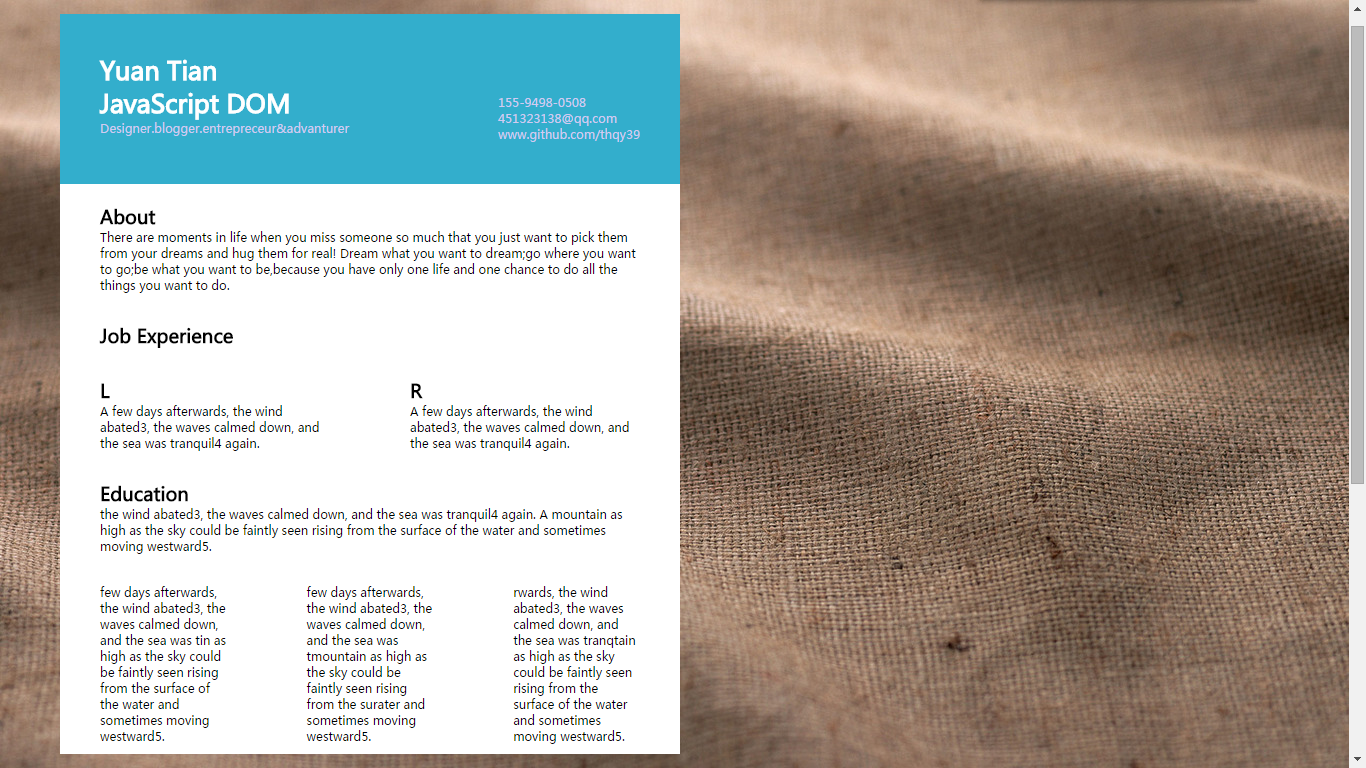 Yuan Tian
JavaScript DOM
Designer.blogger.entrepreceur&advanturer
155-9498-0508
451323138@qq.com
www.github.com/thqy39
About
There are moments in life when you miss someone so much that you just want to pick them
from your dreams and hug them for real! Dream what you want to dream;go where you want
to go;be what you want to be,because you have only one life and one chance to do all the
things you want to do.
Job Experience
L
A few days afterwards, the wind
abated3, the waves calmed down, and
the sea was tranquil4 again.
R
A few days afterwards, the wind
abated3, the waves calmed down, and
the sea was tranquil4 again.
Education
the wind abated3, the waves calmed down, and the sea was tranquil4 again. A mountain as
high as the sky could be faintly seen rising from the surface of the water and sometimes
moving westward5.
few days afterwards,
the wind abated3, the
waves calmed down,
and the sea was tin as
high as the sky could
be faintly seen rising
from the surface of
the water and
sometimes moving
westward5.
few days afterwards,
the wind abated3, the
waves calmed down,
and the sea was
tmountain as high as
the sky could be
faintly seen rising
from the surater and
sometimes moving
westward5.
rwards, the wind
abated3, the waves
calmed down, and
the sea was tranqtain
as high as the sky
could be faintly seen
rising from the
surface of the water
and sometimes
moving westward5.